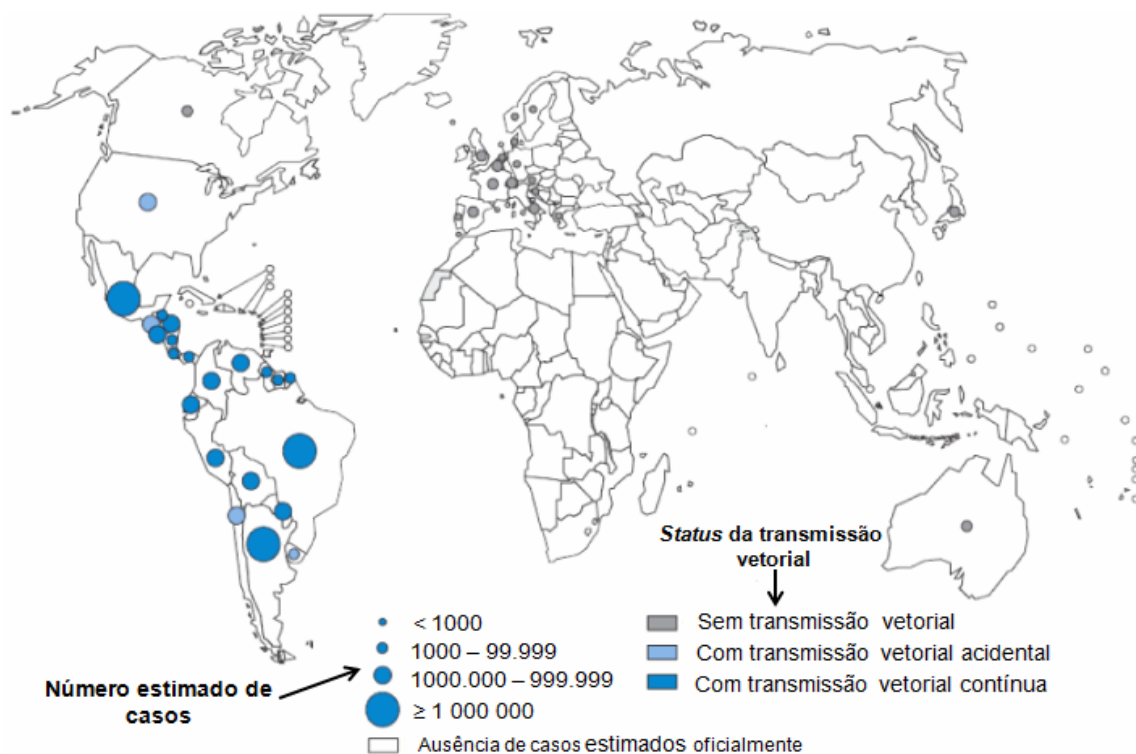 Status da transmissão
vetorial
Número estimado de
casos
< 1000
1000 – 99.999
1000.000 – 999.999
≥ 1 000 000
Ausência de casos estimados oficialmente
Sem transmissão vetorial
Com transmissão vetorial acidental
Com transmissão vetorial contínua